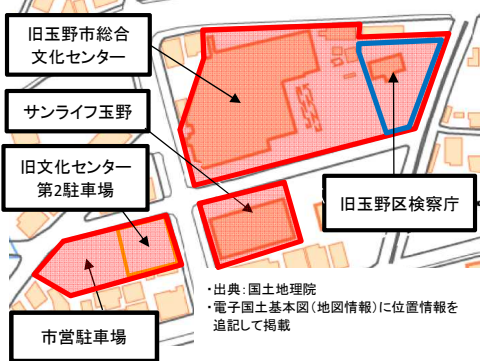 旧玉野市総合
文化センター
サンライフ玉野
旧文化センター
第2駐車場
旧玉野区検察庁
市営駐車場
・出典：国土地理院
・電子国土基本図（地図情報）に位置情報を
追記して掲載